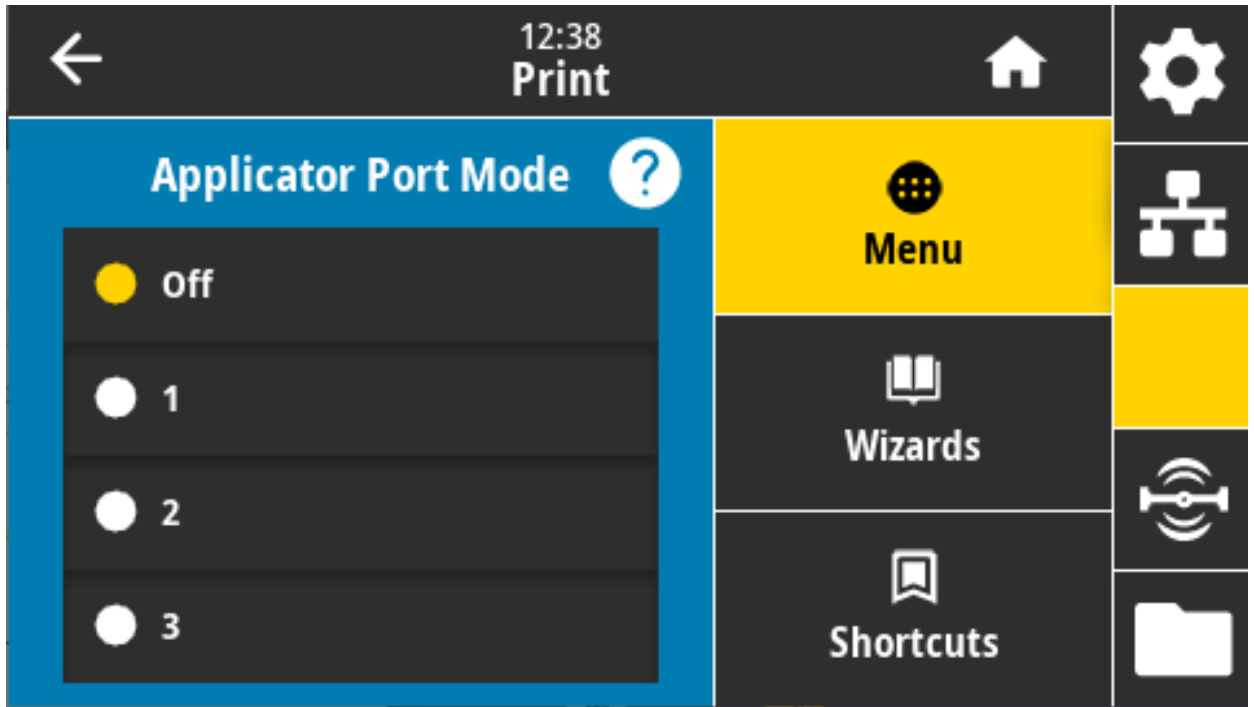 12:38
Print
Applicator Port Mode ?
Off
1
2
3
Menu
Wizards
Shortcuts